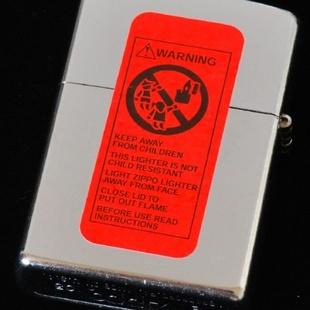 WARNING
KEEP AWAY
FROM CHILDREN
THIS LIGHTER IS NOT
CHILD RESISTANT
LIGHT ZIPPO LIGHTER
AWAY FROM FACE
CLOSE LID TO
PUT OUT FLAME
BEFORE USE READ
INSTRUCTIONS